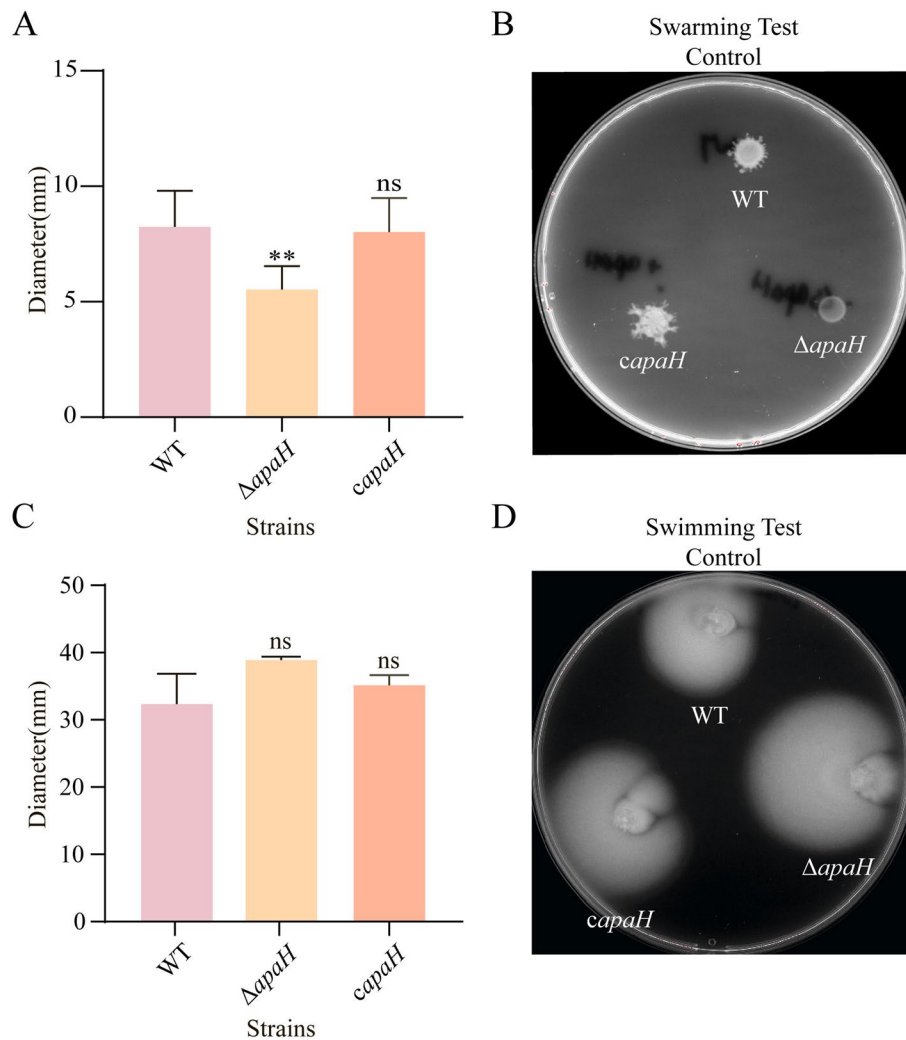 A
15
10
5
0
Diameter(mm)
**
ns
WT
ΔapaH
capaH
Strains
B
Swarming Test
Control
WT
capaH
ΔapaH
C
50
40
30
20
10
0
Diameter(mm)
ns
ns
WT
ΔapaH
capaH
Strains
D
Swimming Test
Control
WT
ΔapaH
capaH